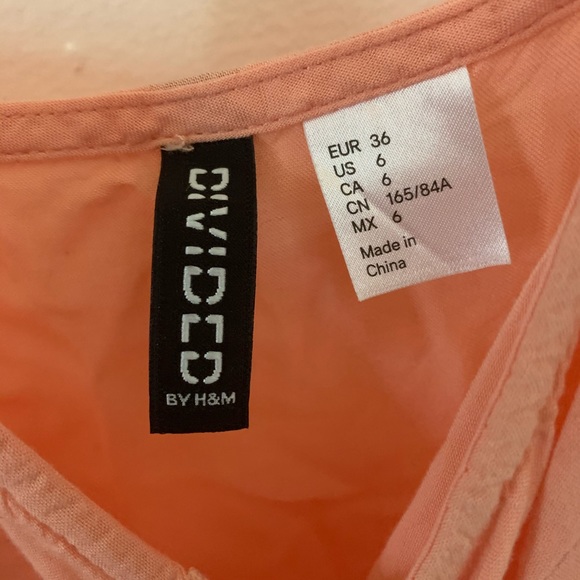 DIVIDED
BY H&M
EUR 36
US 6
CA 6
CN 165/84A
MX 6
Made in
China